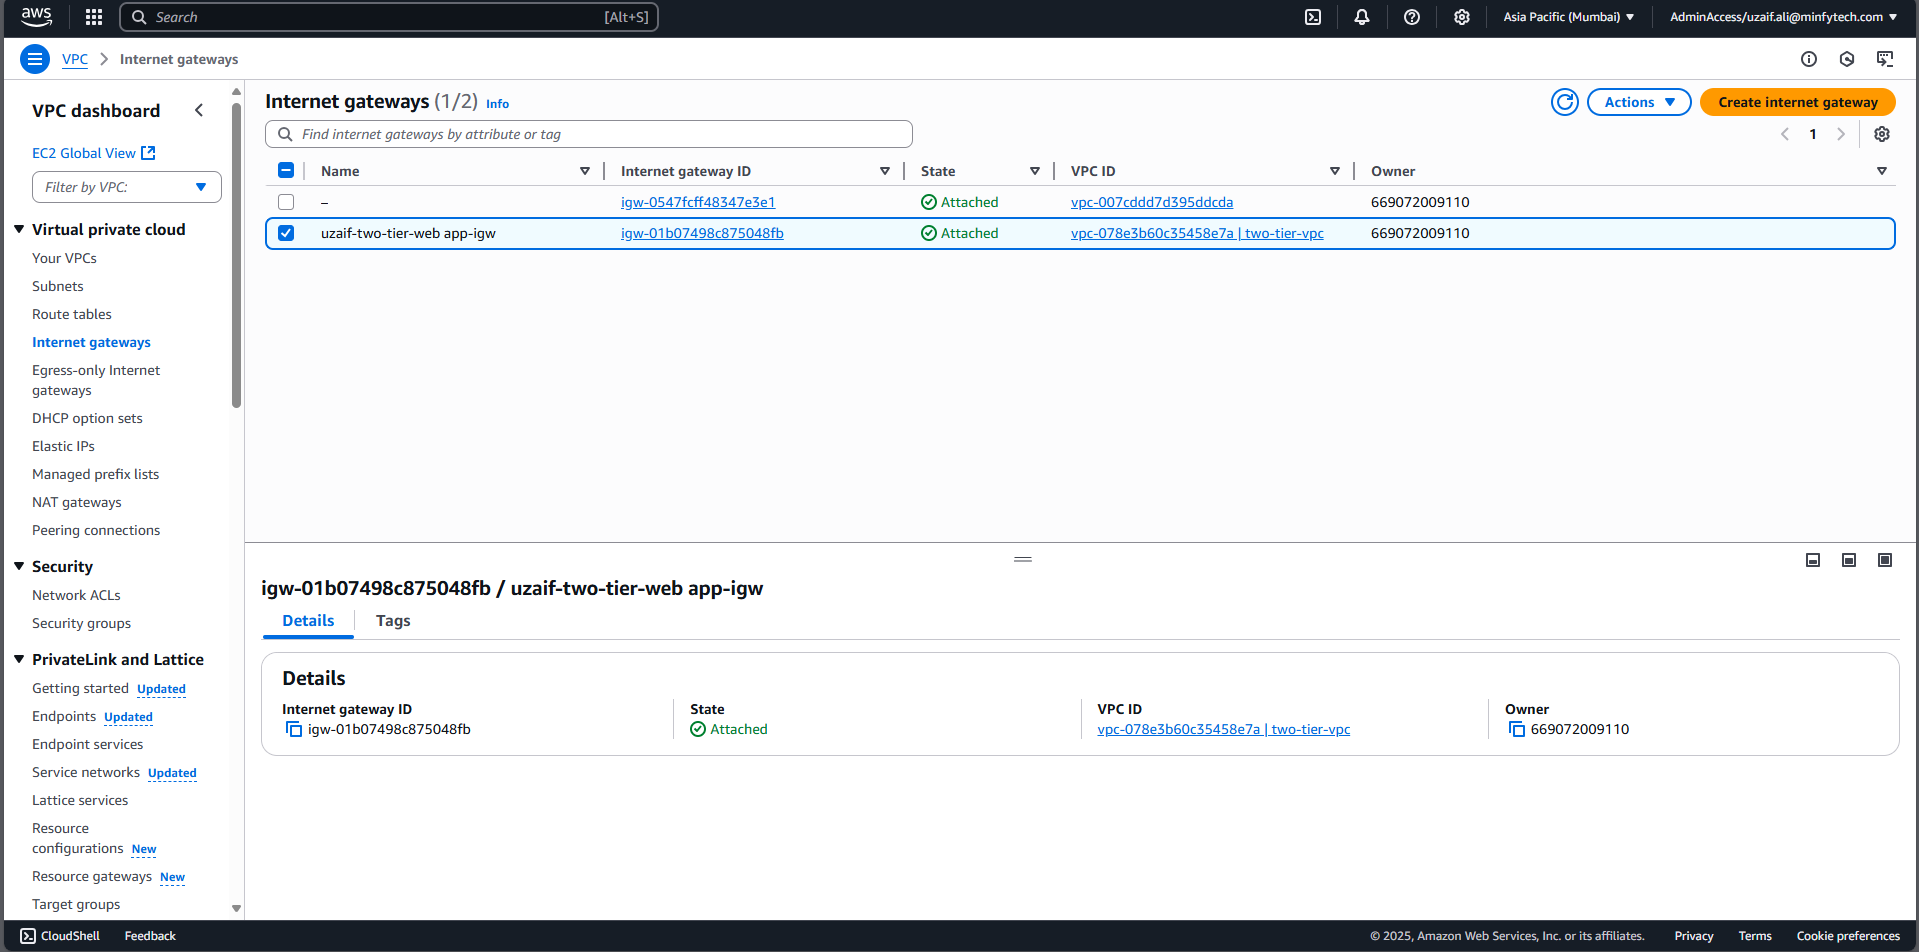 aws
Search [Alt+S]
Asia Pacific (Mumbai)
AdminAccess/uzaif.ali@minfytech.com
VPC
Internet gateways
VPC dashboard
EC2 Global View
Filter by VPC:
Virtual private cloud
Your VPCs
Subnets
Route tables
Internet gateways
Egress-only Internet
gateways
DHCP option sets
Elastic IPs
Managed prefix lists
NAT gateways
Peering connections
Security
Network ACLs
Security groups
PrivateLink and Lattice
Getting started Updated
Endpoints Updated
Endpoint services
Service networks Updated
Lattice services
Resource
configurations New
Resource gateways New
Target groups
Internet gateways (1/2) Info
Actions
Create internet gateway
Find internet gateways by attribute or tag
1
Name Internet gateway ID State VPC ID Owner
– igw-0547fcff48347e3e1 Attached vpc-007cddd7d395ddcda 669072009110
uzaif-two-tier-web app-igw igw-01b07498c875048fb Attached vpc-078e3b60c35458e7a | two-tier-vpc 669072009110
igw-01b07498c875048fb / uzaif-two-tier-web app-igw
Details Tags
Details
Internet gateway ID
igw-01b07498c875048fb
State
Attached
VPC ID
vpc-078e3b60c35458e7a | two-tier-vpc
Owner
669072009110
CloudShell Feedback
© 2025, Amazon Web Services, Inc. or its affiliates. Privacy Terms Cookie preferences